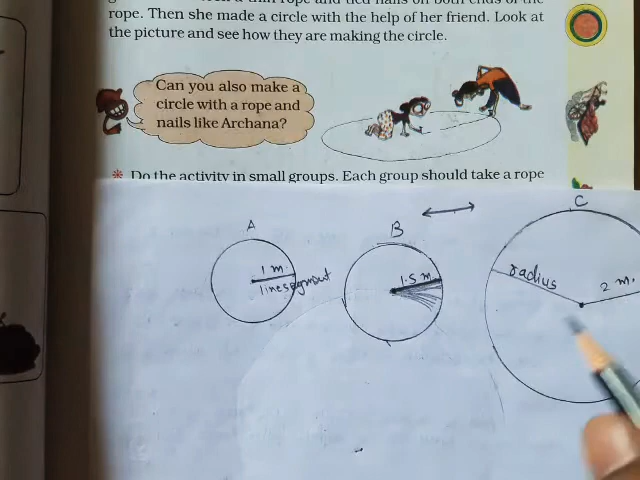 rope. Then she made a circle with the help of her friend. Look at
the picture and see how they are making the circle.
Can you also make a
circle with a rope and
nails like Archana?
* Do the activity in small groups. Each group should take a rope
A
B
C
1 m.
linesegment
1.5 m
radius
2 m.